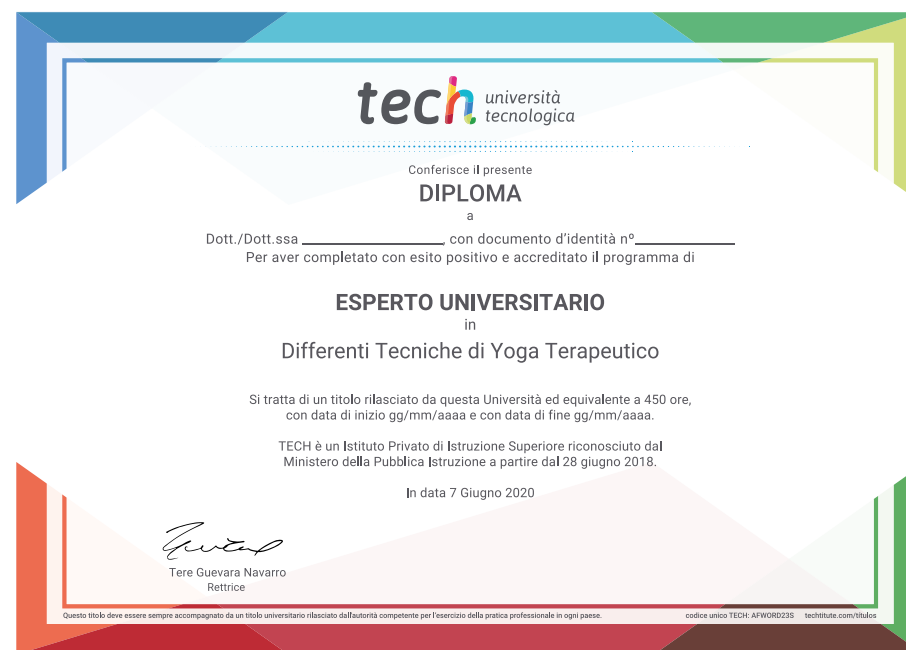 tech università
tecnologica
Conferisce il presente
DIPLOMA
a
Dott./Dott.ssa ____________________, con documento d'identità nº______________
Per aver completato con esito positivo e accreditato il programma di
ESPERTO UNIVERSITARIO
in
Differenti Tecniche di Yoga Terapeutico
Si tratta di un titolo rilasciato da questa Università ed equivalente a 450 ore,
con data di inizio gg/mm/aaaa e con data di fine gg/mm/aaaa.
TECH è un Istituto Privato di Istruzione Superiore riconosciuto dal
Ministero della Pubblica Istruzione a partire dal 28 giugno 2018.
In data 7 Giugno 2020
Tere Guevara Navarro
Rettrice
Questo titolo deve essere sempre accompagnato da un titolo universitario rilasciato dall'autorità competente per l'esercizio della pratica professionale in ogni paese. codice unico TECH: AFWORD23S techtitute.com/titulos